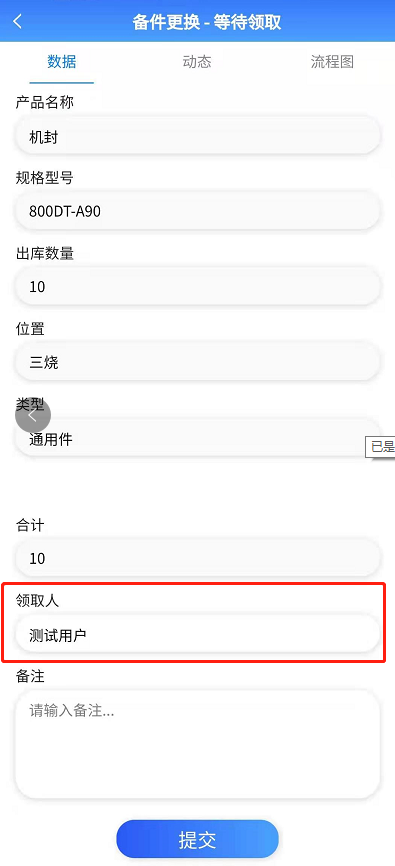 备件更换 - 等待领取
数据 动态 流程图
产品名称
机封
规格型号
800DT-A90
出库数量
10
位置
三烧
类型
通用件
已是
合计
10
领取人
测试用户
备注
请输入备注...
提交